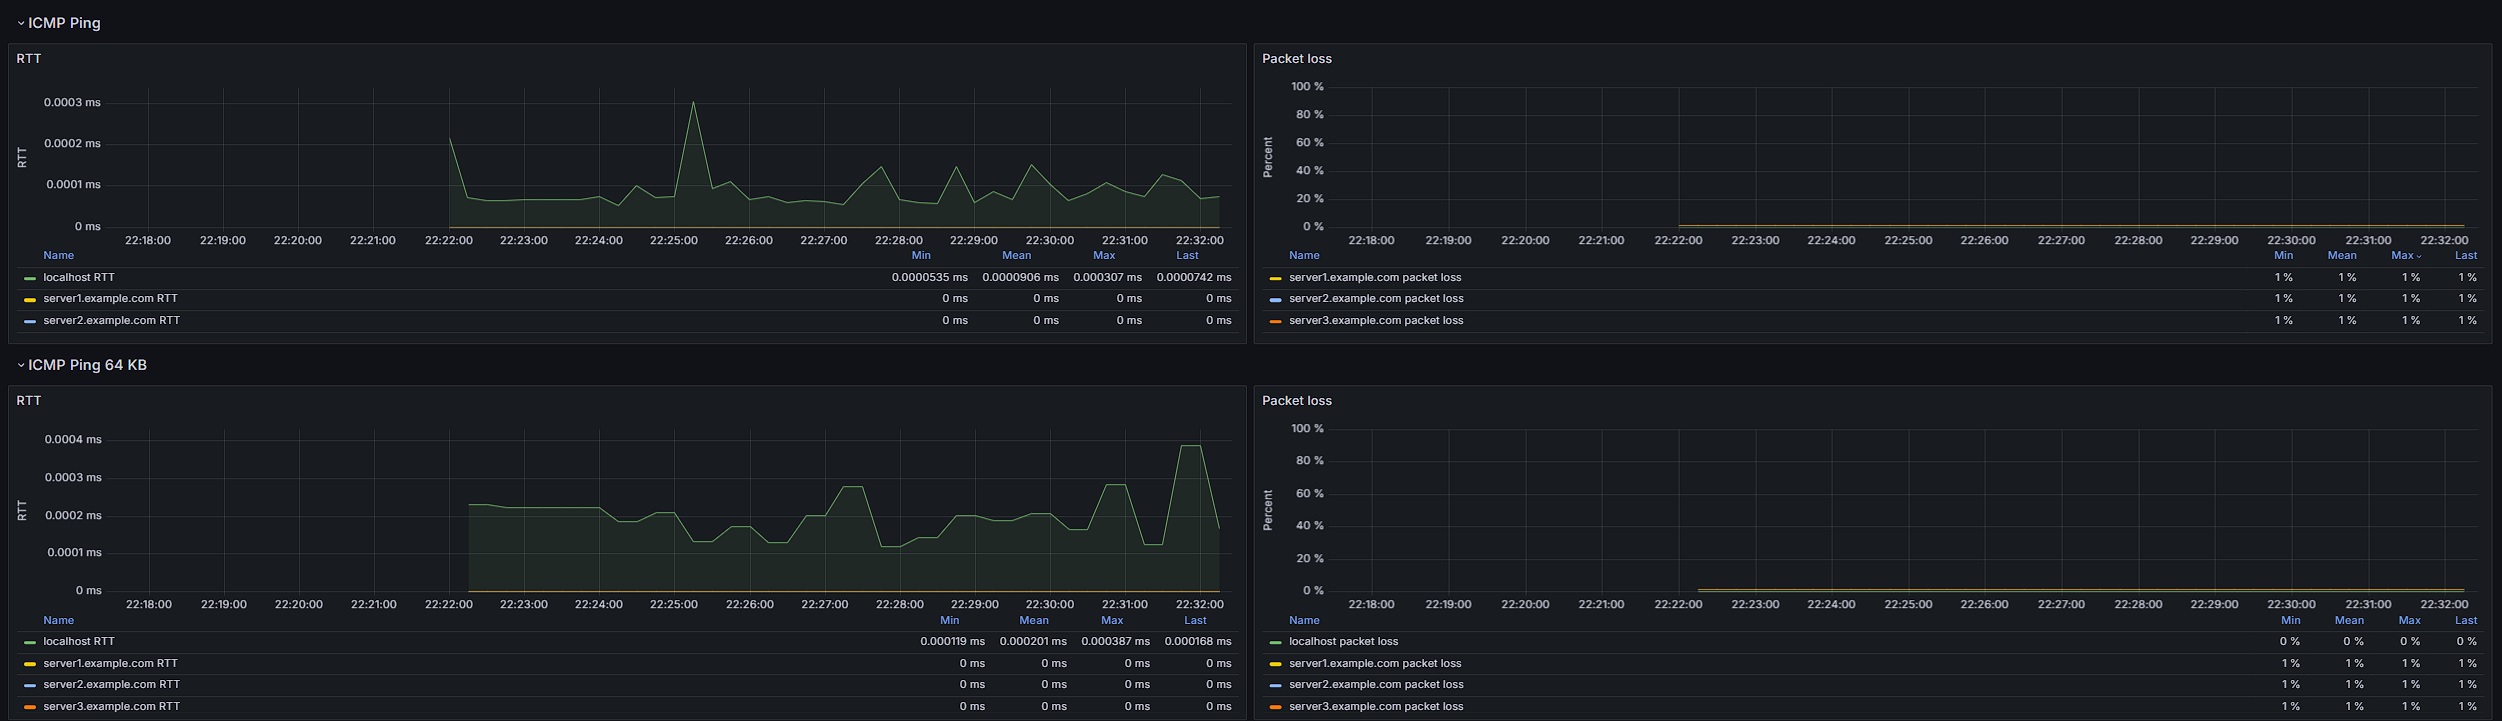 ICMP Ping
RTT
RTT
0.0003 ms
0.0002 ms
0.0001 ms
0 ms
22:18:00 22:19:00 22:20:00 22:21:00 22:22:00 22:23:00 22:24:00 22:25:00 22:26:00 22:27:00 22:28:00 22:29:00 22:30:00 22:31:00 22:32:00
Name Min Mean Max Last
localhost RTT 0.0000535 ms 0.0000906 ms 0.000307 ms 0.0000742 ms
server1.example.com RTT 0 ms 0 ms 0 ms 0 ms
server2.example.com RTT 0 ms 0 ms 0 ms 0 ms
Packet loss
Percent
100 %
80 %
60 %
40 %
20 %
0 %
22:18:00 22:19:00 22:20:00 22:21:00 22:22:00 22:23:00 22:24:00 22:25:00 22:26:00 22:27:00 22:28:00 22:29:00 22:30:00 22:31:00 22:32:00
Name Min Mean Max Last
server1.example.com packet loss 1 % 1 % 1 % 1 %
server2.example.com packet loss 1 % 1 % 1 % 1 %
server3.example.com packet loss 1 % 1 % 1 % 1 %
ICMP Ping 64 KB
RTT
RTT
0.0004 ms
0.0003 ms
0.0002 ms
0.0001 ms
0 ms
22:18:00 22:19:00 22:20:00 22:21:00 22:22:00 22:23:00 22:24:00 22:25:00 22:26:00 22:27:00 22:28:00 22:29:00 22:30:00 22:31:00 22:32:00
Name Min Mean Max Last
localhost RTT 0.000119 ms 0.000201 ms 0.000387 ms 0.000168 ms
server1.example.com RTT 0 ms 0 ms 0 ms 0 ms
server2.example.com RTT 0 ms 0 ms 0 ms 0 ms
server3.example.com RTT 0 ms 0 ms 0 ms 0 ms
Packet loss
Percent
100 %
80 %
60 %
40 %
20 %
0 %
22:18:00 22:19:00 22:20:00 22:21:00 22:22:00 22:23:00 22:24:00 22:25:00 22:26:00 22:27:00 22:28:00 22:29:00 22:30:00 22:31:00 22:32:00
Name Min Mean Max Last
localhost packet loss 0 % 0 % 0 % 0 %
server1.example.com packet loss 1 % 1 % 1 % 1 %
server2.example.com packet loss 1 % 1 % 1 % 1 %
server3.example.com packet loss 1 % 1 % 1 % 1 %